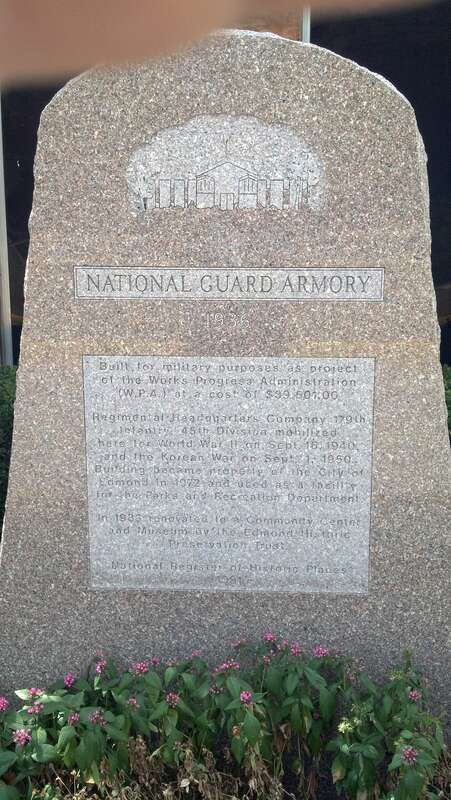 NATIONAL GUARD ARMORY
1936
Built for military purposes as project
of the Works Progress Administration
(W.P.A.) at a cost of $39,601.00
Regimental Headquarters Company 179th
Infantry, 45th Division mobilized
here for World War II on Sept. 16, 1940
and the Korean War on Sept. 1, 1950.
Building became property of the City of
Edmond in 1972 and used as a facility
for the Parks and Recreation Department
In 1983 renovated to a Community Center
and Museum by the Edmond Historic
Preservation Trust
National Register of Historic Places
1991